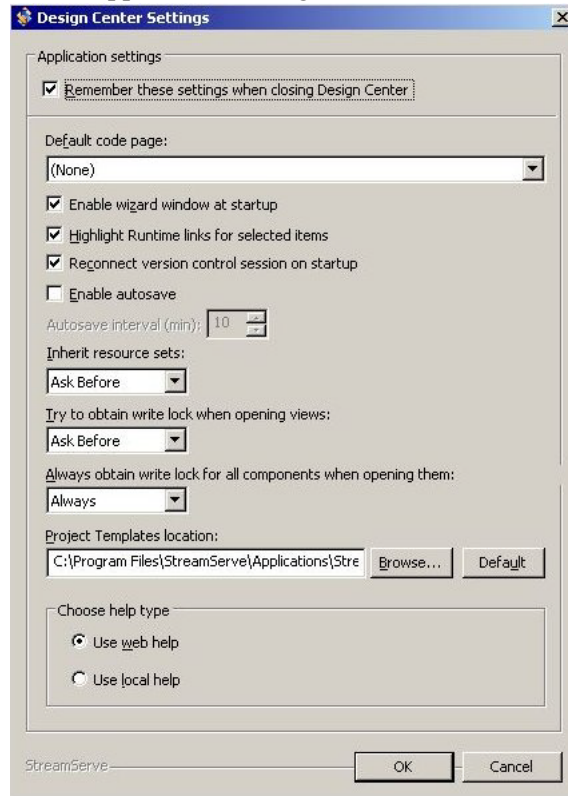 Design Center Settings
Application settings
Remember these settings when closing Design Center
Default code page:
(None)
Enable wizard window at startup
Highlight Runtime links for selected items
Reconnect version control session on startup
Enable autosave
Autosave interval (min): 10
Inherit resource sets:
Ask Before
Try to obtain write lock when opening views:
Ask Before
Always obtain write lock for all components when opening them:
Always
Project Templates location:
C:\Program Files\StreamServe\Applications\Stre Browse... Default
Choose help type
Use web help
Use local help
StreamServe OK Cancel